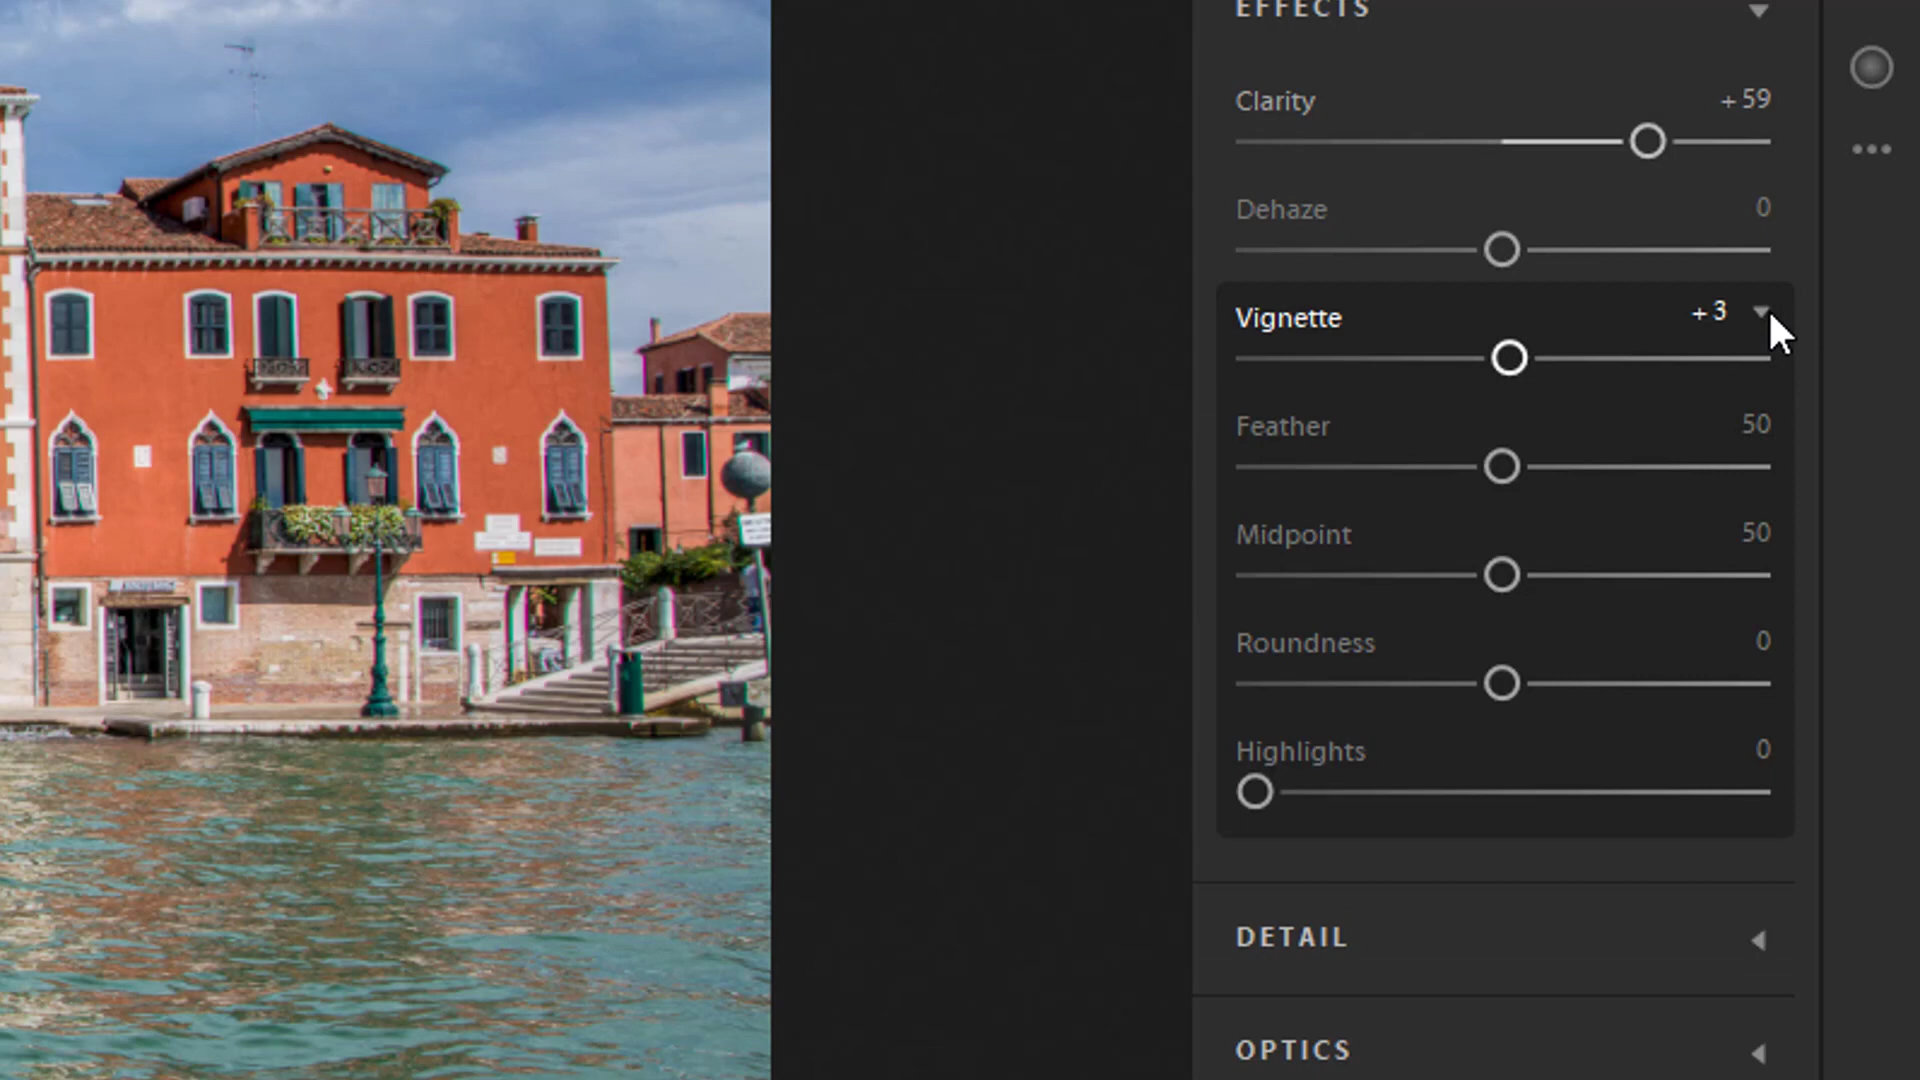 EFFECTS
Clarity +59
Dehaze 0
Vignette +3
Feather 50
Midpoint 50
Roundness 0
Highlights 0
DETAIL
OPTICS